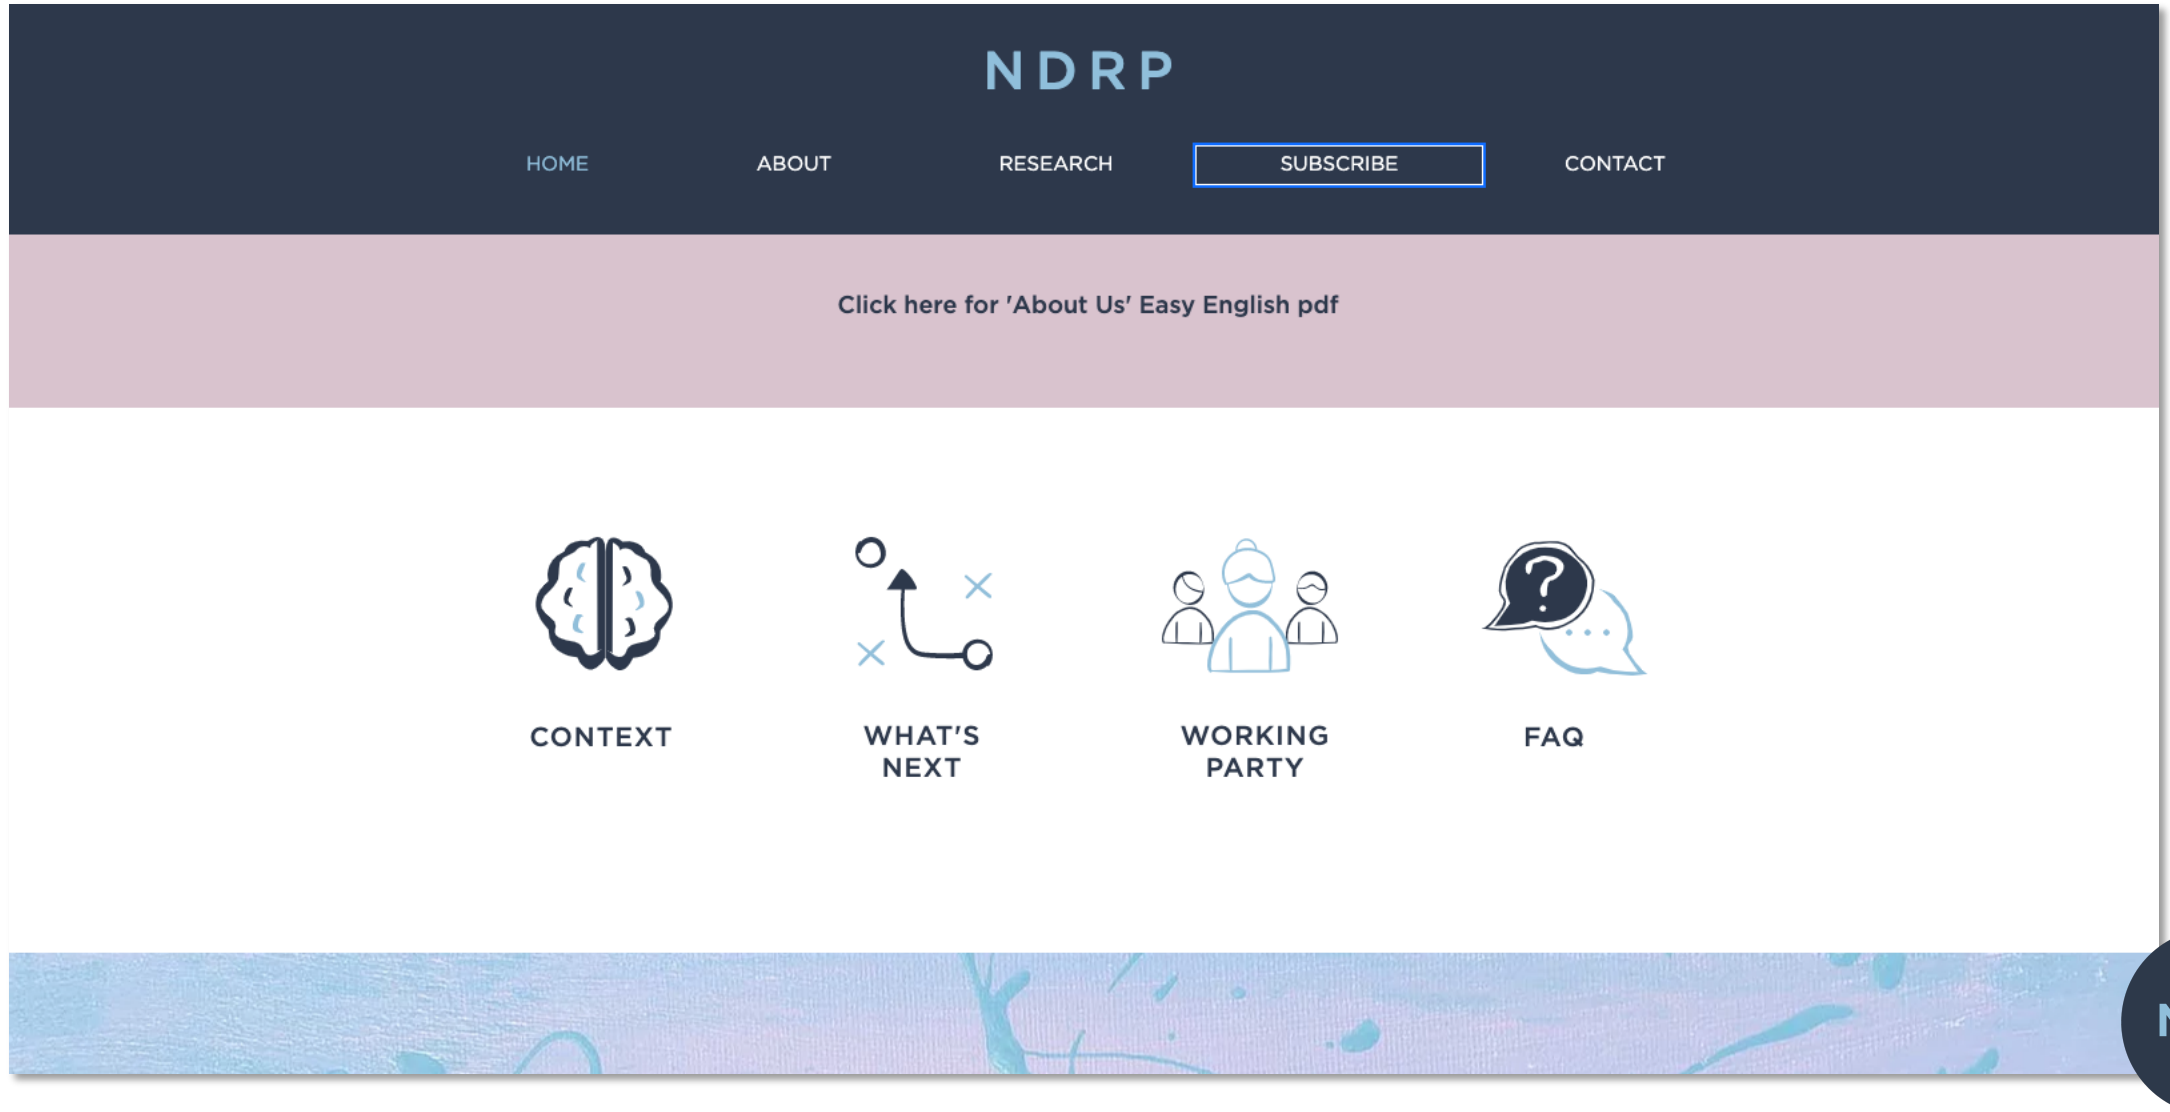 NDRP
HOME ABOUT RESEARCH SUBSCRIBE CONTACT
Click here for 'About Us' Easy English pdf
?
CONTEXT
WHAT'S
NEXT
WORKING
PARTY
FAQ
N